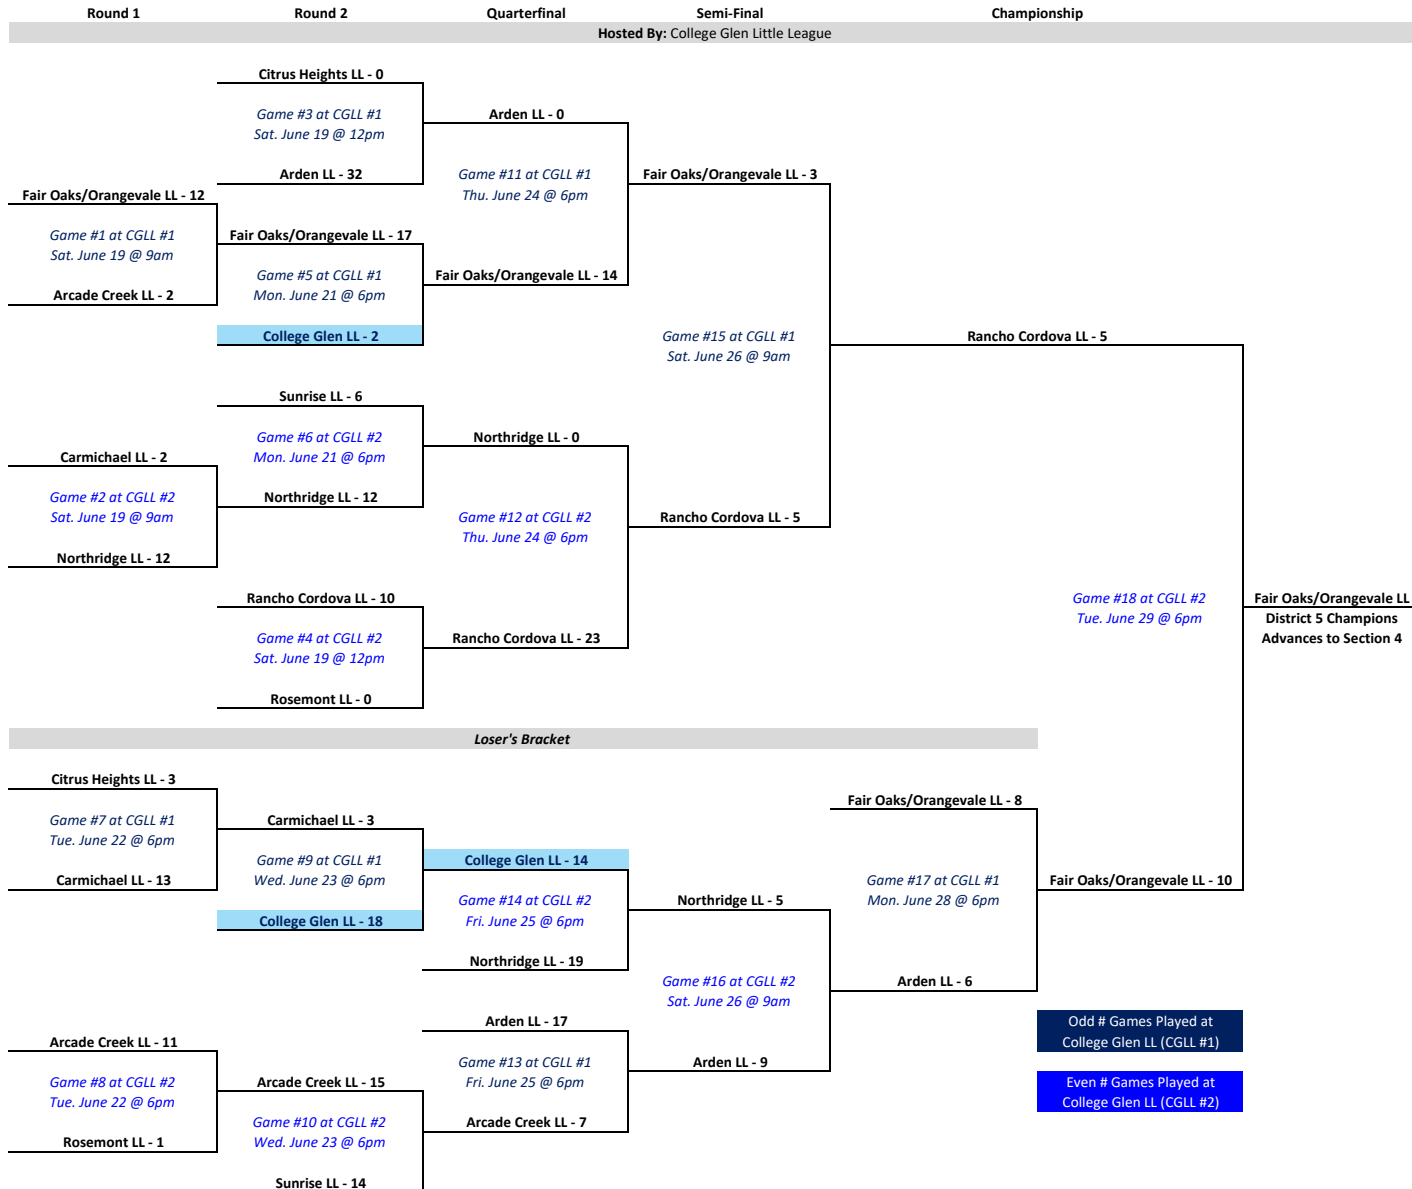 Round 1
Round 2
Quarterfinal
Semi-Final
Championship
Hosted By: College Glen Little League
Citrus Heights LL - 0
Game #3 at CGLL #1
Sat. June 19 @ 12pm
Arden LL - 32
Arden LL - 0
Game #11 at CGLL #1
Thu. June 24 @ 6pm
Fair Oaks/Orangevale LL - 3
Fair Oaks/Orangevale LL - 12
Game #1 at CGLL #1
Sat. June 19 @ 9am
Arcade Creek LL - 2
Fair Oaks/Orangevale LL - 17
Game #5 at CGLL #1
Mon. June 21 @ 6pm
College Glen LL - 2
Fair Oaks/Orangevale LL - 14
Game #15 at CGLL #1
Sat. June 26 @ 9am
Rancho Cordova LL - 5
Sunrise LL - 6
Game #6 at CGLL #2
Mon. June 21 @ 6pm
Northridge LL - 12
Northridge LL - 0
Carmichael LL - 2
Game #2 at CGLL #2
Sat. June 19 @ 9am
Northridge LL - 12
Game #12 at CGLL #2
Thu. June 24 @ 6pm
Rancho Cordova LL - 5
Rancho Cordova LL - 10
Game #4 at CGLL #2
Sat. June 19 @ 12pm
Rosemont LL - 0
Rancho Cordova LL - 23
Game #18 at CGLL #2
Tue. June 29 @ 6pm
Fair Oaks/Orangevale LL
District 5 Champions
Advances to Section 4
Loser's Bracket
Citrus Heights LL - 3
Game #7 at CGLL #1
Tue. June 22 @ 6pm
Carmichael LL - 13
Carmichael LL - 3
Game #9 at CGLL #1
Wed. June 23 @ 6pm
College Glen LL - 18
College Glen LL - 14
Game #14 at CGLL #2
Fri. June 25 @ 6pm
Northridge LL - 19
Northridge LL - 5
Game #16 at CGLL #2
Sat. June 26 @ 9am
Arden LL - 9
Fair Oaks/Orangevale LL - 8
Game #17 at CGLL #1
Mon. June 28 @ 6pm
Arden LL - 6
Fair Oaks/Orangevale LL - 10
Arden LL - 17
Game #13 at CGLL #1
Fri. June 25 @ 6pm
Arcade Creek LL - 7
Arcade Creek LL - 11
Game #8 at CGLL #2
Tue. June 22 @ 6pm
Rosemont LL - 1
Arcade Creek LL - 15
Game #10 at CGLL #2
Wed. June 23 @ 6pm
Sunrise LL - 14
Odd # Games Played at
College Glen LL (CGLL #1)
Even # Games Played at
College Glen LL (CGLL #2)